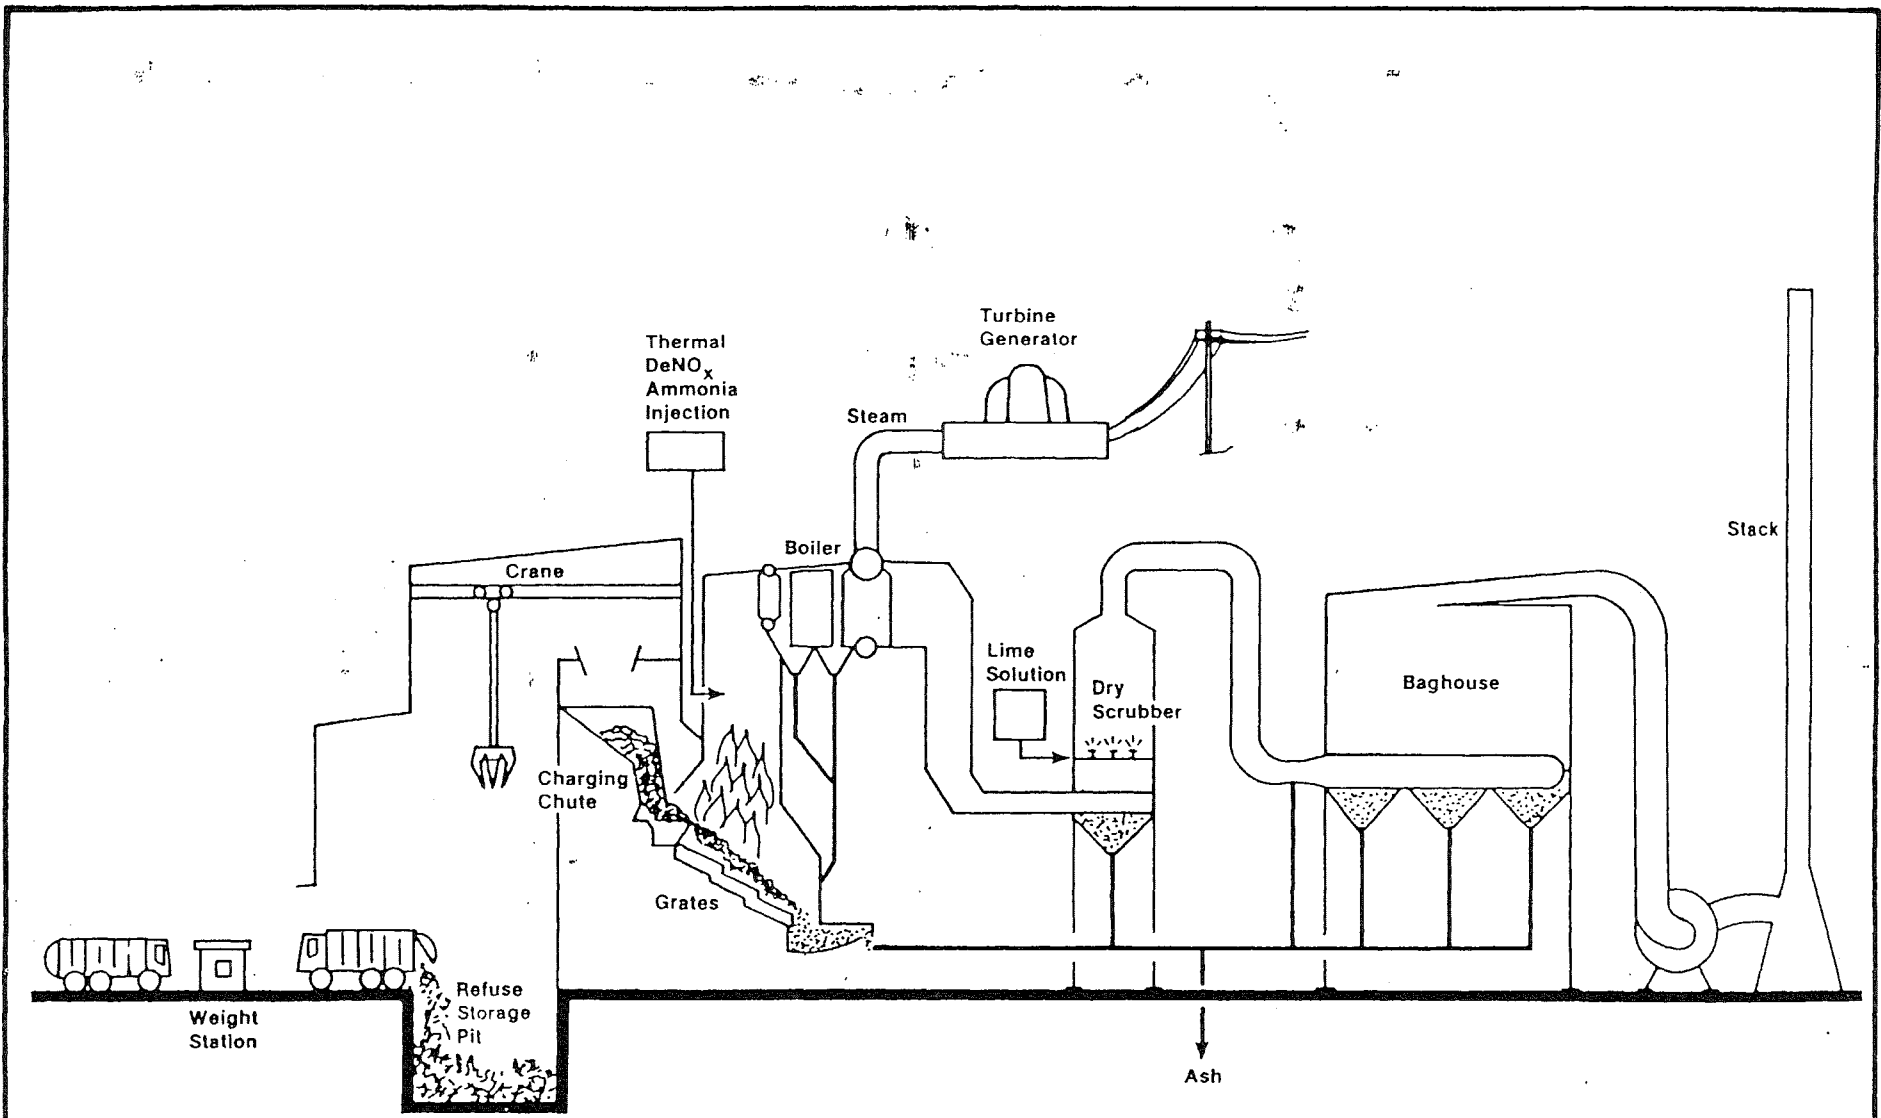 Turbine
Generator
Thermal
DeNOx
Ammonia
Injection
Steam
Stack
Boiler
Crane
Lime
Solution
Dry
Scrubber
Baghouse
Charging
Chute
Grates
Refuse
Storage
Pit
Weight
Station
Ash